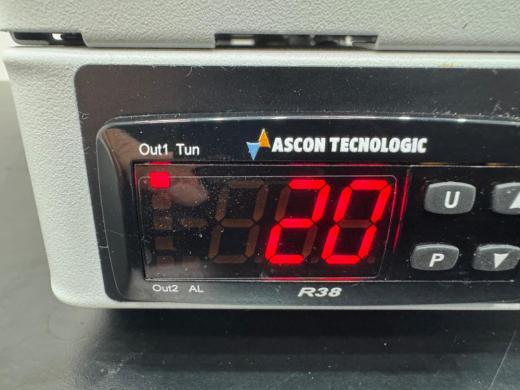 ASCON TECNOLOGIC
Out1 Tun
20
U
P
Out2 AL
R38